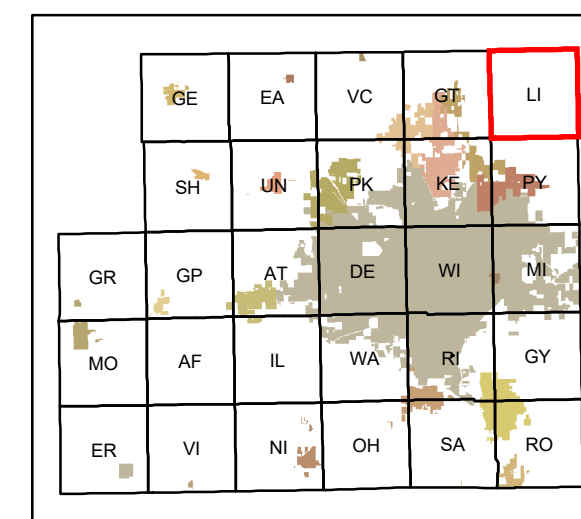 GE EA VC GT LI
SH UN PK KE PY
GR GP AT DE WI MI
MO AF IL WA RI GY
ER VI NI OH SA RO